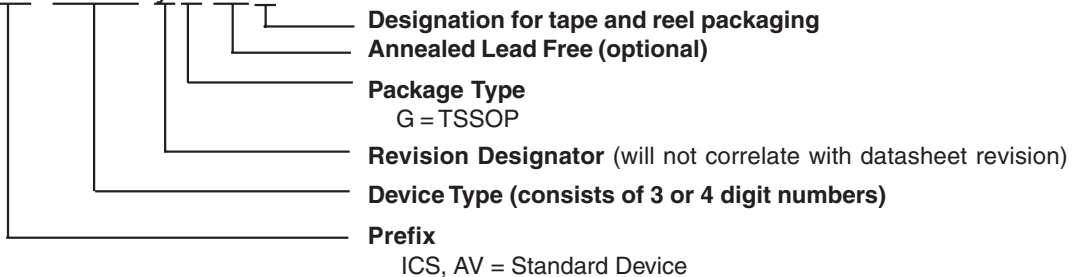 Designation for tape and reel packaging
Annealed Lead Free (optional)
Package Type
G = TSSOP
Revision Designator (will not correlate with datasheet revision)
Device Type (consists of 3 or 4 digit numbers)
Prefix
ICS, AV = Standard Device